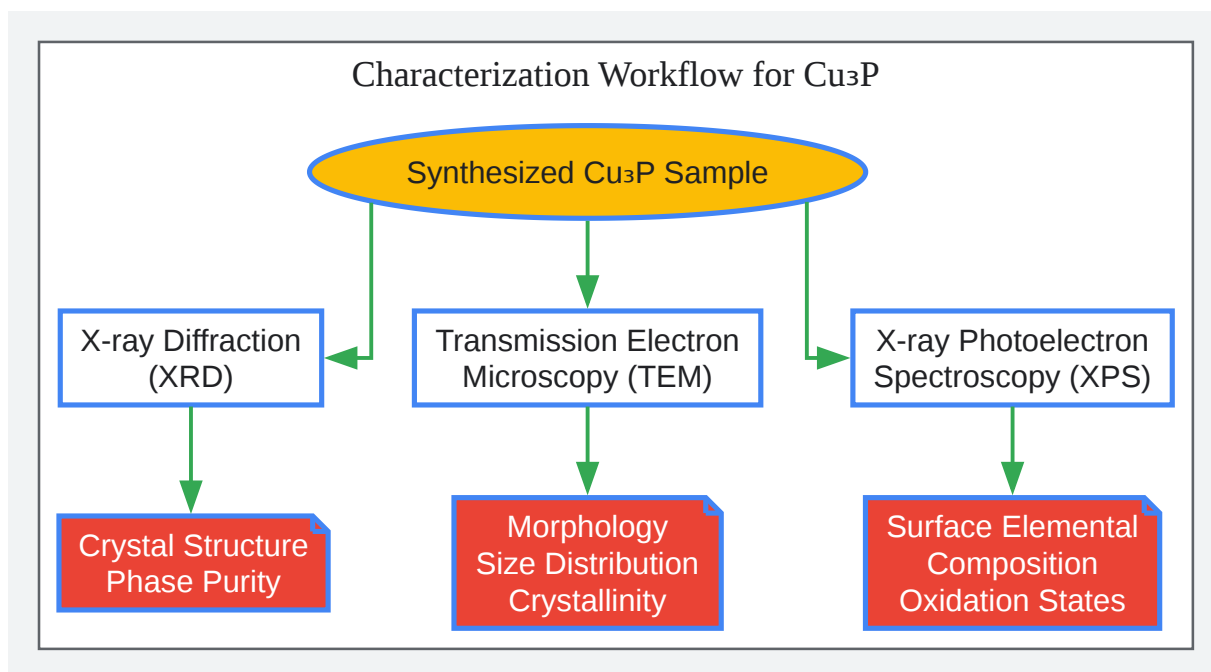 Characterization Workflow for Cu₃P
Synthesized Cu₃P Sample
X-ray Diffraction
(XRD)
Transmission Electron
Microscopy (TEM)
X-ray Photoelectron
Spectroscopy (XPS)
Crystal Structure
Phase Purity
Morphology
Size Distribution
Crystallinity
Surface Elemental
Composition
Oxidation States